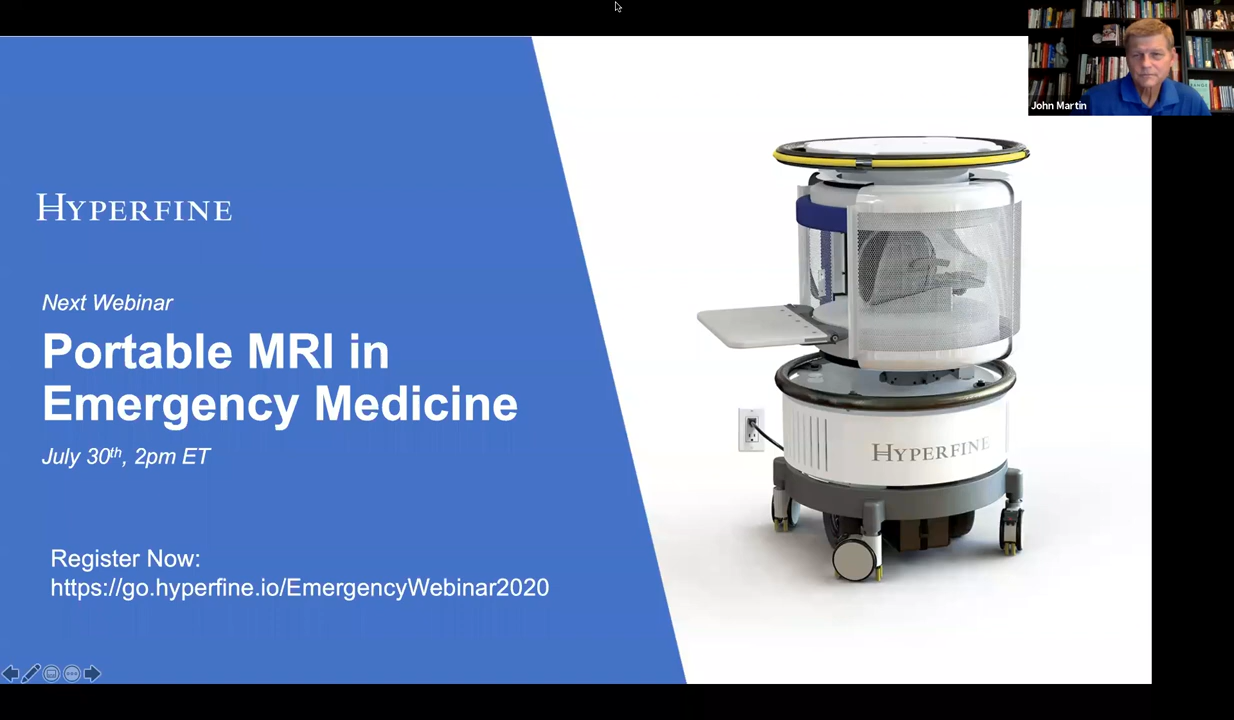 John Martin
HYPERFINE
Next Webinar
Portable MRI in
Emergency Medicine
July 30th, 2pm ET
Register Now:
https://go.hyperfine.io/EmergencyWebinar2020
HYPERFINE